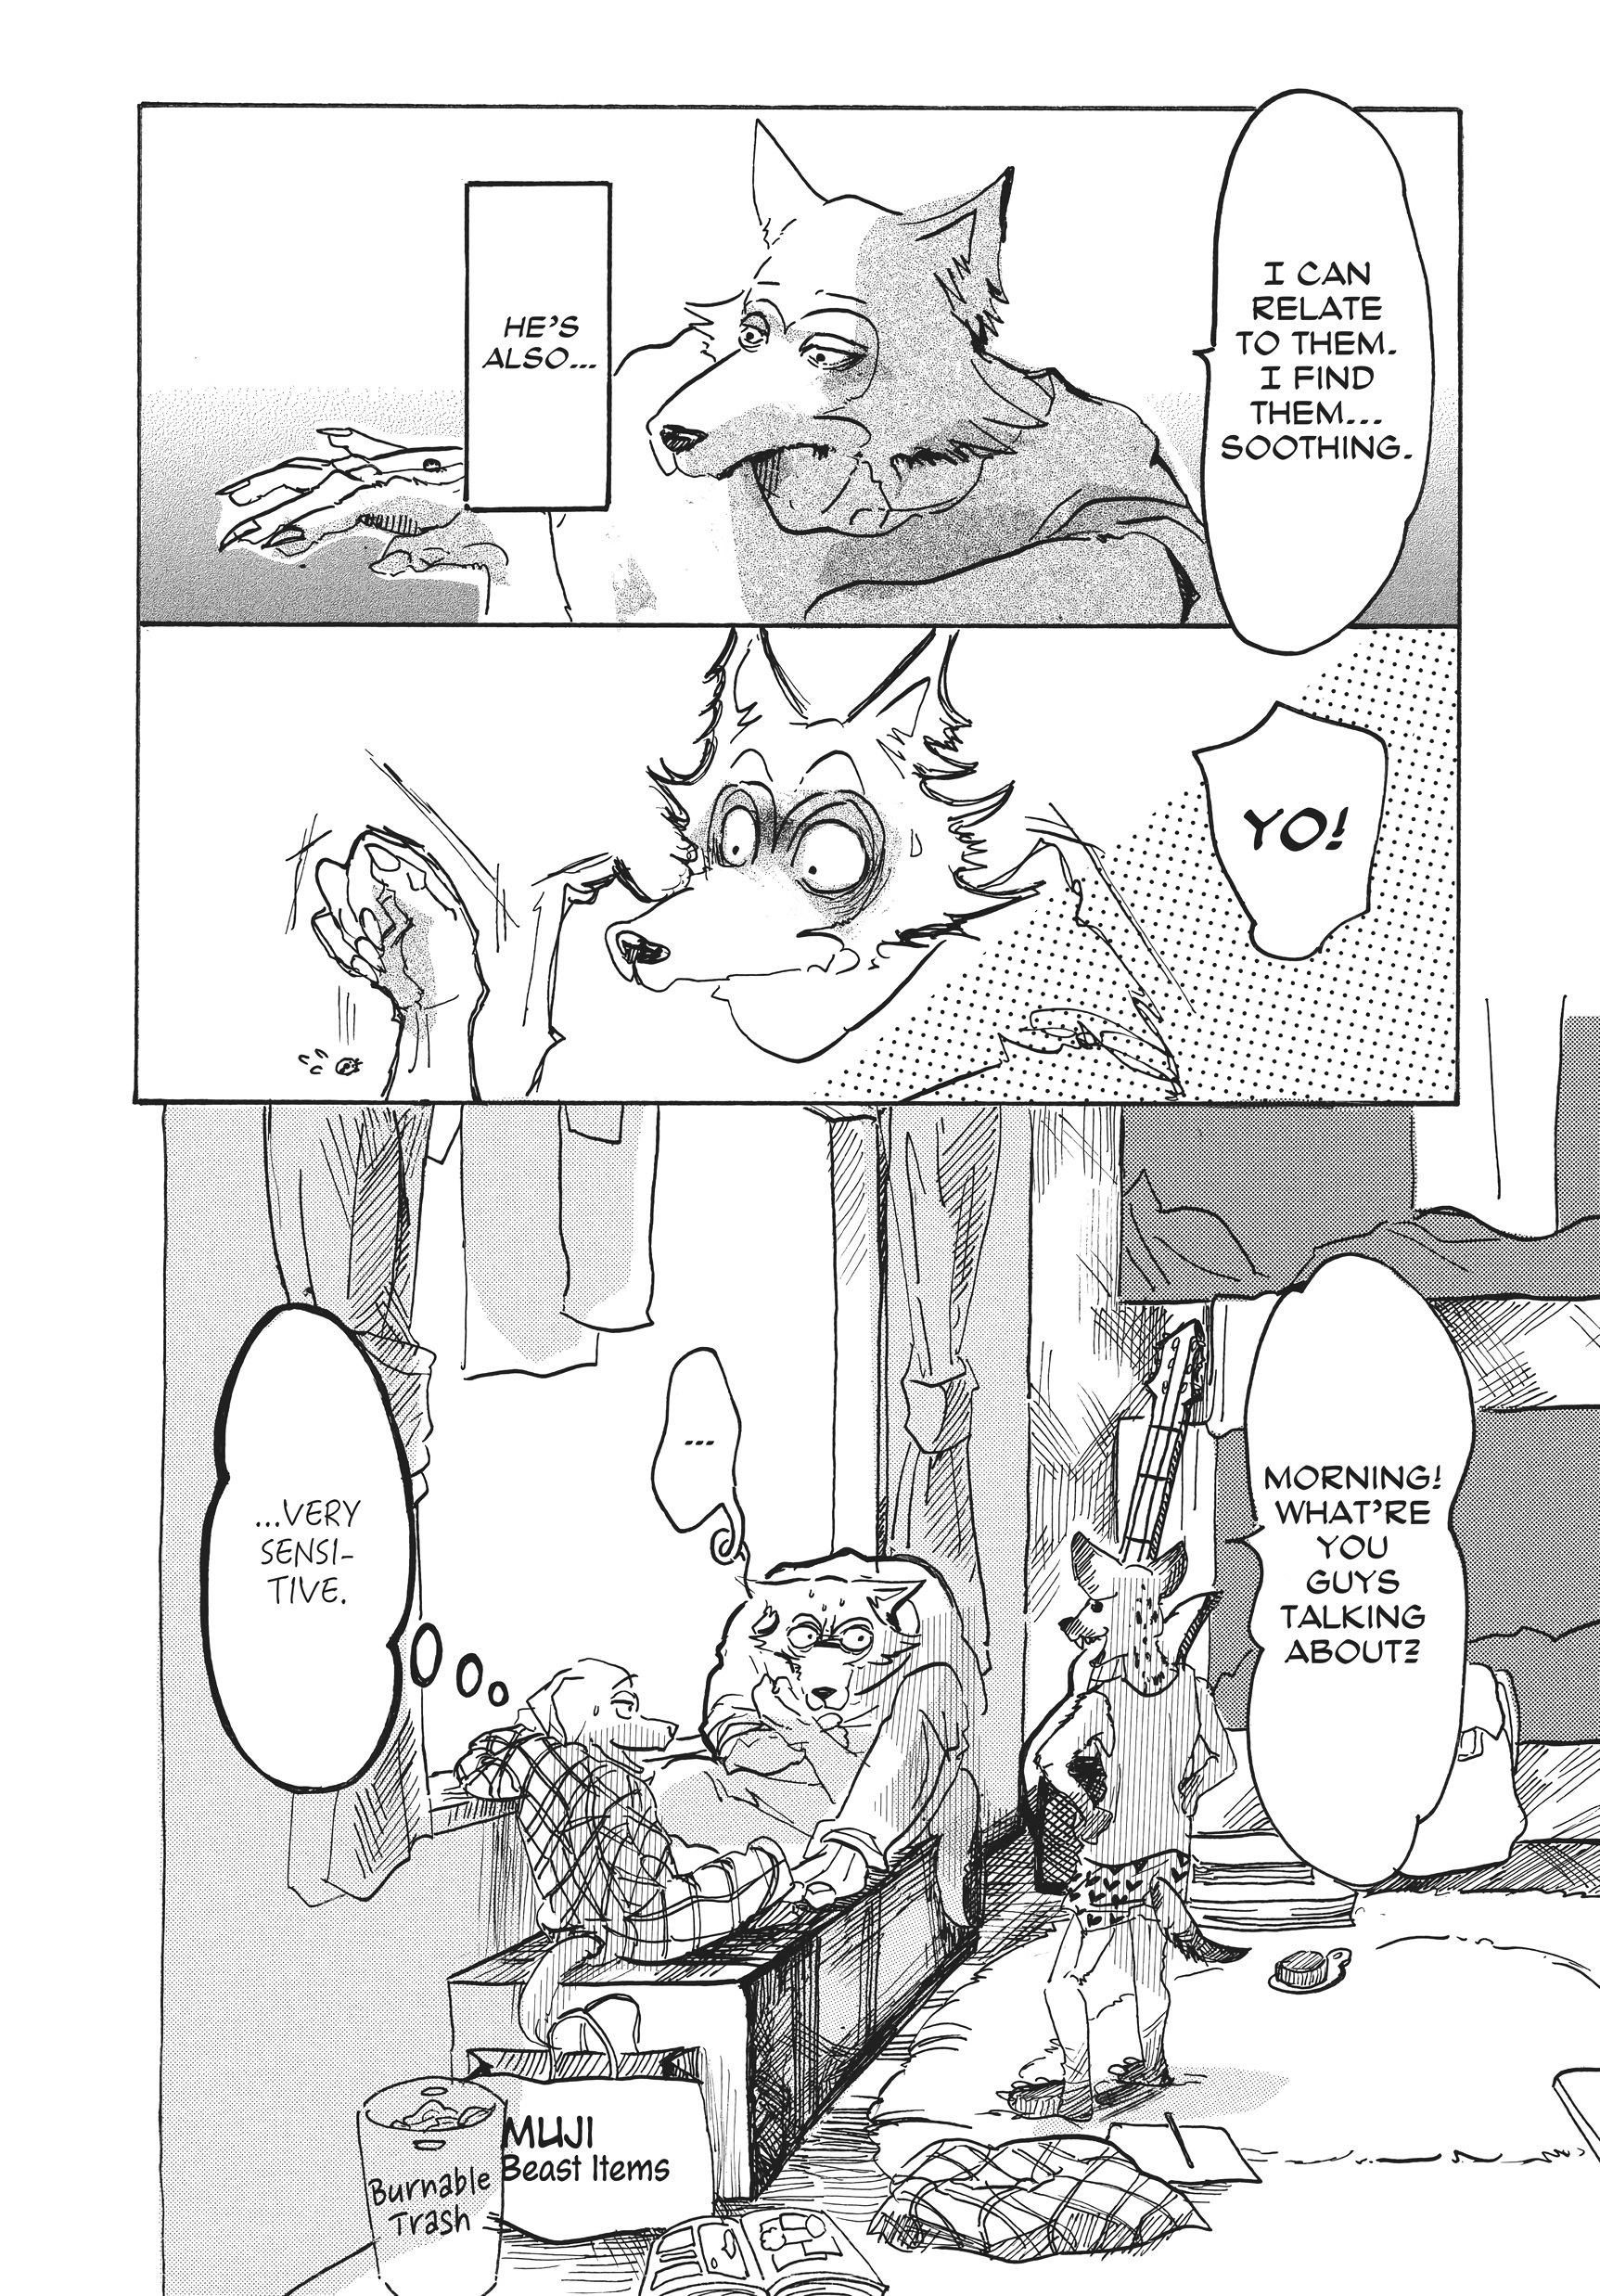 I CAN
RELATE
TO THEM.
I FIND
THEM...
SOOTHING.
HE'S
ALSO...
YO!
MORNING!
WHAT'RE
YOU
GUYS
TALKING
ABOUT?
...
...VERY
SENSI-
TIVE.
MUJI
Beast Items
Burnable
Trash